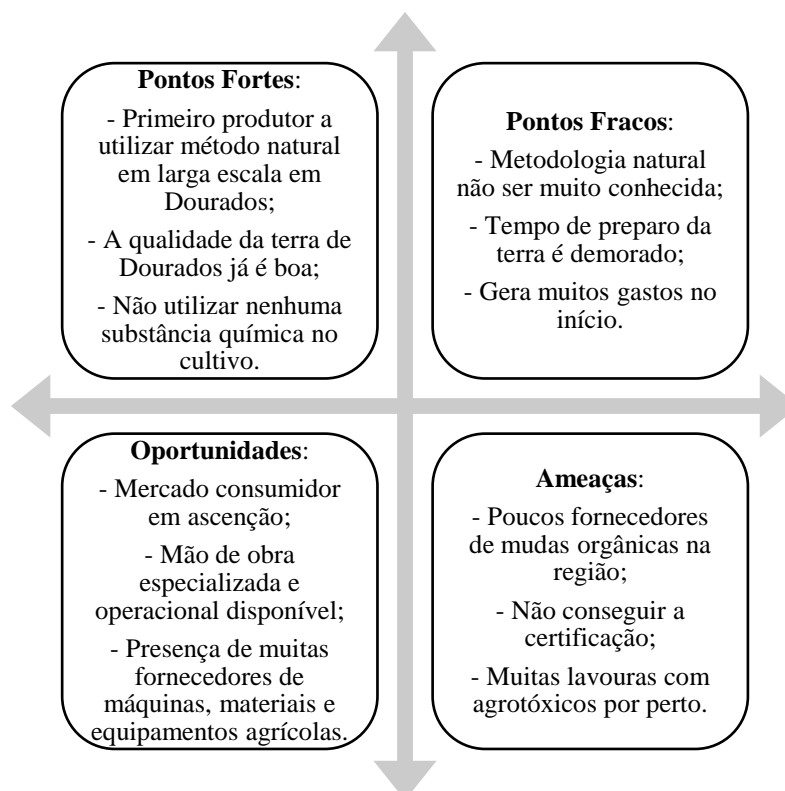 Pontos Fortes:
- Primeiro produtor a
utilizar método natural
em larga escala em
Dourados;
- A qualidade da terra de
Dourados já é boa;
- Não utilizar nenhuma
substância química no
cultivo.
Pontos Fracos:
- Metodologia natural
não ser muito conhecida;
- Tempo de preparo da
terra é demorado;
- Gera muitos gastos no
início.
Oportunidades:
- Mercado consumidor
em ascenção;
- Mão de obra
especializada e
operacional disponível;
- Presença de muitas
fornecedores de
máquinas, materiais e
equipamentos agrícolas.
Ameaças:
- Poucos fornecedores
de mudas orgânicas na
região;
- Não conseguir a
certificação;
- Muitas lavouras com
agrotóxicos por perto.